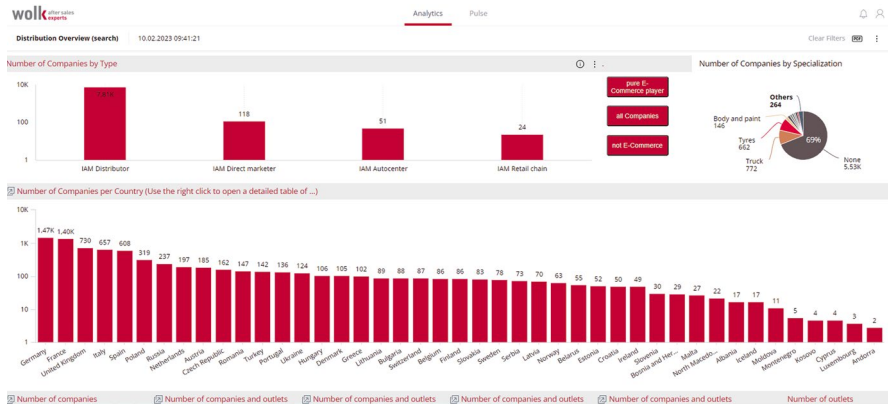 wolk after sales experts
Analytics
Pulse
Distribution Overview (search)
10.02.2023 09:41:21
Clear Filters
PDF
Number of Companies by Type
10K
100
1
118
51
24
IAM Distributor
IAM Direct marketer
IAM Autocenter
IAM Retail chain
pure E-
Commerce player
all Companies
not E-Commerce
Number of Companies by Specialization
Others
264
Body and paint
146
Tyres
662
Truck
772
69%
None
5.53K
Number of Companies per Country (Use the right click to open a detailed table of ...)
10K
1K
100
10
1
1,47K 1,40K 730 657 608 319 237 197 185 162 147 142 136 124 106 105 102 89 88 87 86 86 83 78 73 70 63 55 52 50 49 30 29 27 22 17 17 11 5 4 4 3 2
Germany
France
United Kingdom
Italy
Spain
Poland
Russia
Netherlands
Austria
Czech Republic
Romania
Turkey
Portugal
Ukraine
Hungary
Denmark
Greece
Lithuania
Bulgaria
Switzerland
Belgium
Finland
Slovakia
Sweden
Serbia
Latvia
Norway
Belarus
Estonia
Croatia
Ireland
Slovenia
Bosnia and Her...
Malta
North Macedo...
Albania
Iceland
Moldova
Montenegro
Kosovo
Cyprus
Luxembourg
Andorra
Number of companies
Number of companies and outlets
Number of companies and outlets
Number of companies and outlets
Number of companies and outlets
Number of outlets